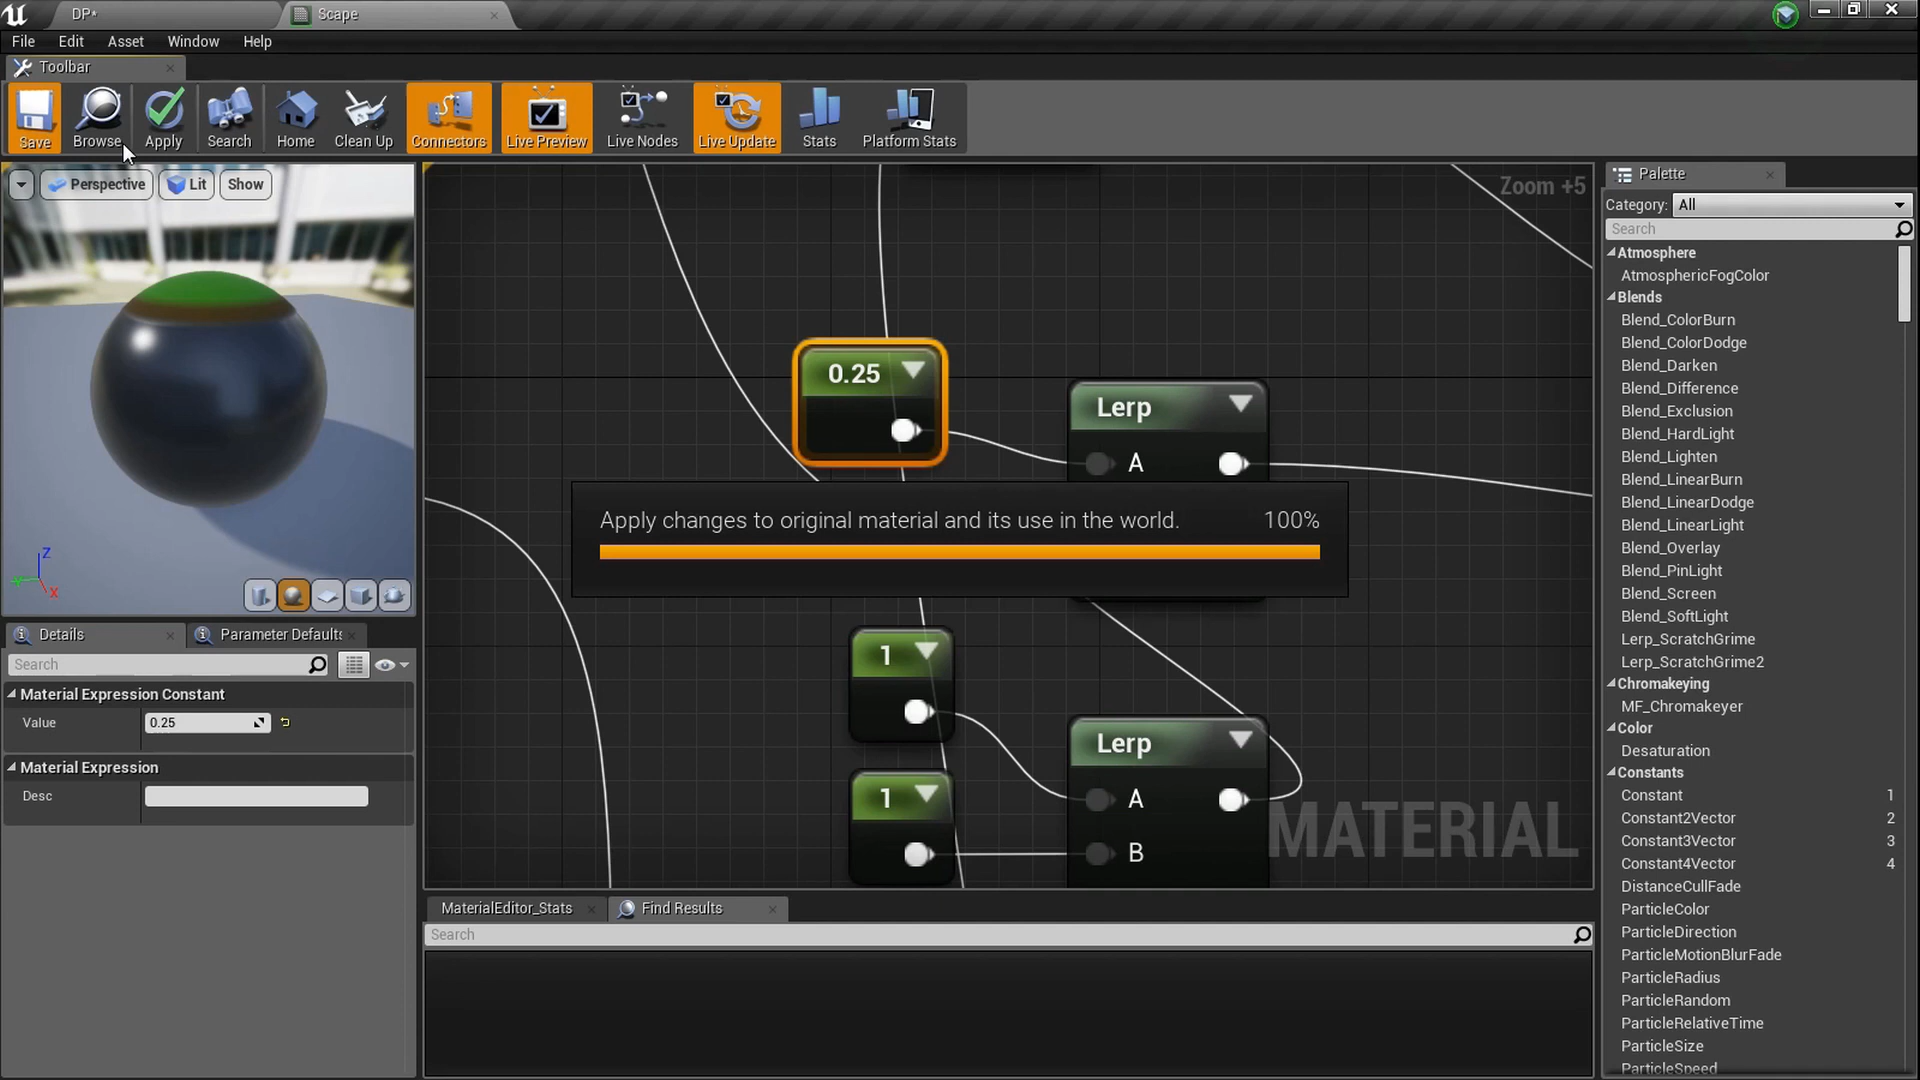 DP*
Scape
File Edit Asset Window Help
Toolbar
Save Browse Apply Search Home Clean Up Connectors Live Preview Live Nodes Live Update Stats Platform Stats
Perspective Lit Show
Z
X
Zoom +5
0.25
Lerp
A
Apply changes to original material and its use in the world. 100%
1
1
Lerp
A
B
MATERIAL
Details
Parameter Defaults
Search
Material Expression Constant
Value 0.25
Material Expression
Desc
MaterialEditor_Stats
Find Results
Search
Palette
Category: All
Search
Atmosphere
AtmosphericFogColor
Blends
Blend_ColorBurn
Blend_ColorDodge
Blend_Darken
Blend_Difference
Blend_Exclusion
Blend_HardLight
Blend_Lighten
Blend_LinearBurn
Blend_LinearDodge
Blend_LinearLight
Blend_Overlay
Blend_PinLight
Blend_Screen
Blend_SoftLight
Lerp_ScratchGrime
Lerp_ScratchGrime2
Chromakeying
MF_Chromakeyer
Color
Desaturation
Constants
Constant 1
Constant2Vector 2
Constant3Vector 3
Constant4Vector 4
DistanceCullFade
ParticleColor
ParticleDirection
ParticleMotionBlurFade
ParticleRadius
ParticleRandom
ParticleRelativeTime
ParticleSize
ParticleSpeed